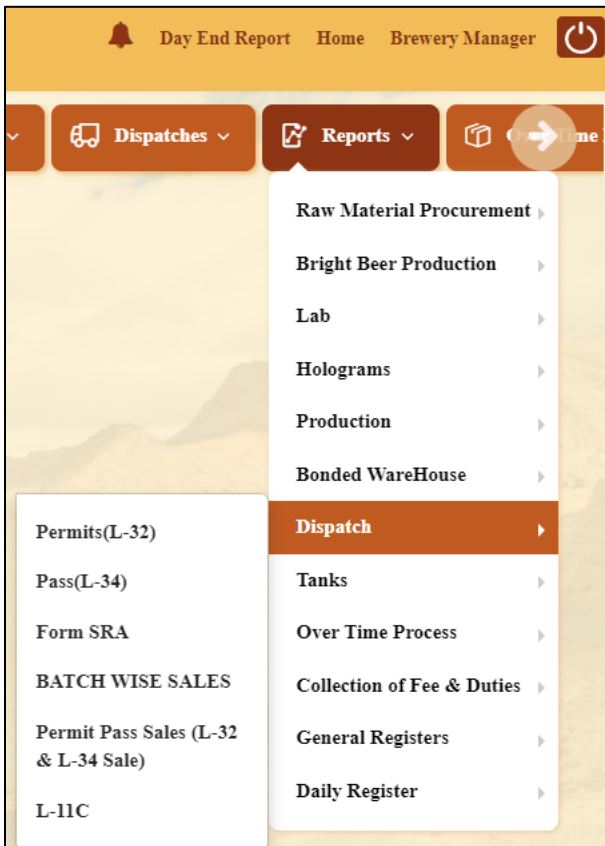 Day End Report Home Brewery Manager
Dispatches Reports Time
Raw Material Procurement
Bright Beer Production
Lab
Holograms
Production
Bonded WareHouse
Dispatch
Tanks
Over Time Process
Collection of Fee & Duties
General Registers
Daily Register
Permits(L-32)
Pass(L-34)
Form SRA
BATCH WISE SALES
Permit Pass Sales (L-32
& L-34 Sale)
L-11C